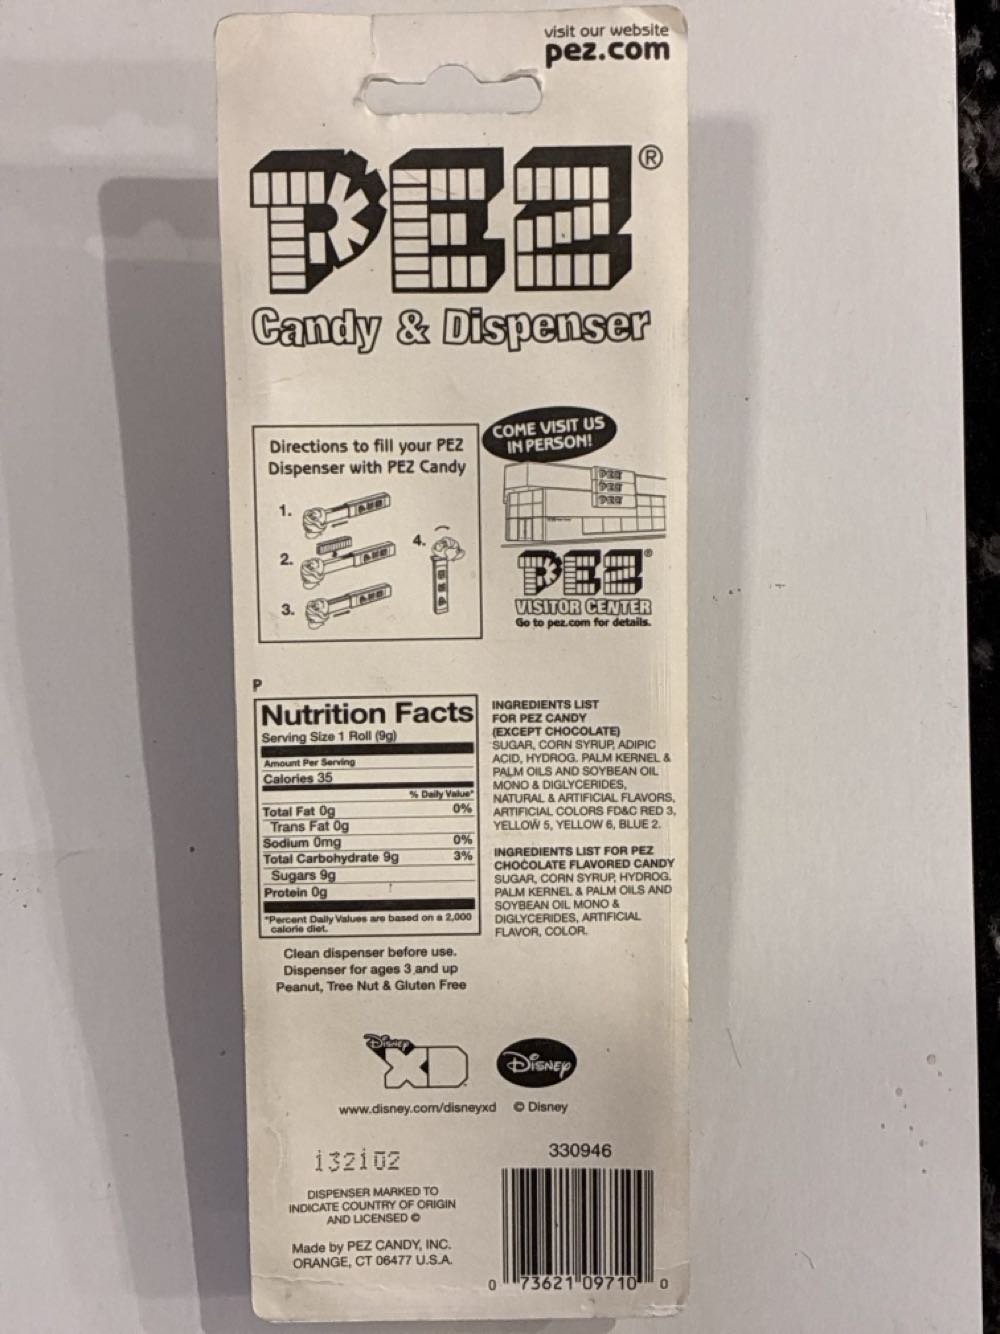 visit our website
pez.com
PEZ®
Candy & Dispenser
Directions to fill your PEZ
Dispenser with PEZ Candy
1.
2.
3.
4.
COME VISIT US
IN PERSON!
PEZ
PEZ
PEZ
PEZ®
VISITOR CENTER
Go to pez.com for details.
P
Nutrition Facts
Serving Size 1 Roll (9g)
Amount Per Serving
Calories 35
% Daily Value*
Total Fat 0g 0%
Trans Fat 0g
Sodium 0mg 0%
Total Carbohydrate 9g 3%
Sugars 9g
Protein 0g
*Percent Daily Values are based on a 2,000
calorie diet.
INGREDIENTS LIST
FOR PEZ CANDY
(EXCEPT CHOCOLATE)
SUGAR, CORN SYRUP, ADIPIC
ACID, HYDROG. PALM KERNEL &
PALM OILS AND SOYBEAN OIL
MONO & DIGLYCERIDES,
NATURAL & ARTIFICIAL FLAVORS,
ARTIFICIAL COLORS FD&C RED 3,
YELLOW 5, YELLOW 6, BLUE 2.
INGREDIENTS LIST FOR PEZ
CHOCOLATE FLAVORED CANDY
SUGAR, CORN SYRUP, HYDROG.
PALM KERNEL & PALM OILS AND
SOYBEAN OIL MONO &
DIGLYCERIDES, ARTIFICIAL
FLAVOR, COLOR.
Clean dispenser before use.
Dispenser for ages 3 and up
Peanut, Tree Nut & Gluten Free
Disney
XD
Disney
www.disney.com/disneyxd © Disney
132102
DISPENSER MARKED TO
INDICATE COUNTRY OF ORIGIN
AND LICENSED ©
Made by PEZ CANDY, INC.
ORANGE, CT 06477 U.S.A.
330946
0 73621 09710 0